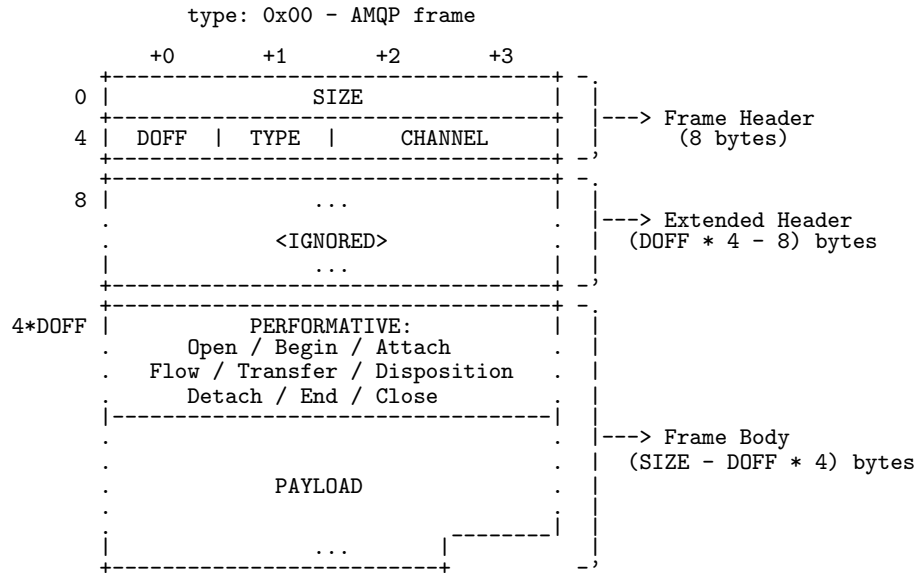 type: 0x00 - AMQP frame
+0 +1 +2 +3
0 SIZE
---> Frame Header
4 DOFF | TYPE | CHANNEL (8 bytes)
8 ...
---> Extended Header
<IGNORED> (DOFF * 4 - 8) bytes
...
4*DOFF PERFORMATIVE:
Open / Begin / Attach
Flow / Transfer / Disposition
Detach / End / Close
---> Frame Body
(SIZE - DOFF * 4) bytes
PAYLOAD
...